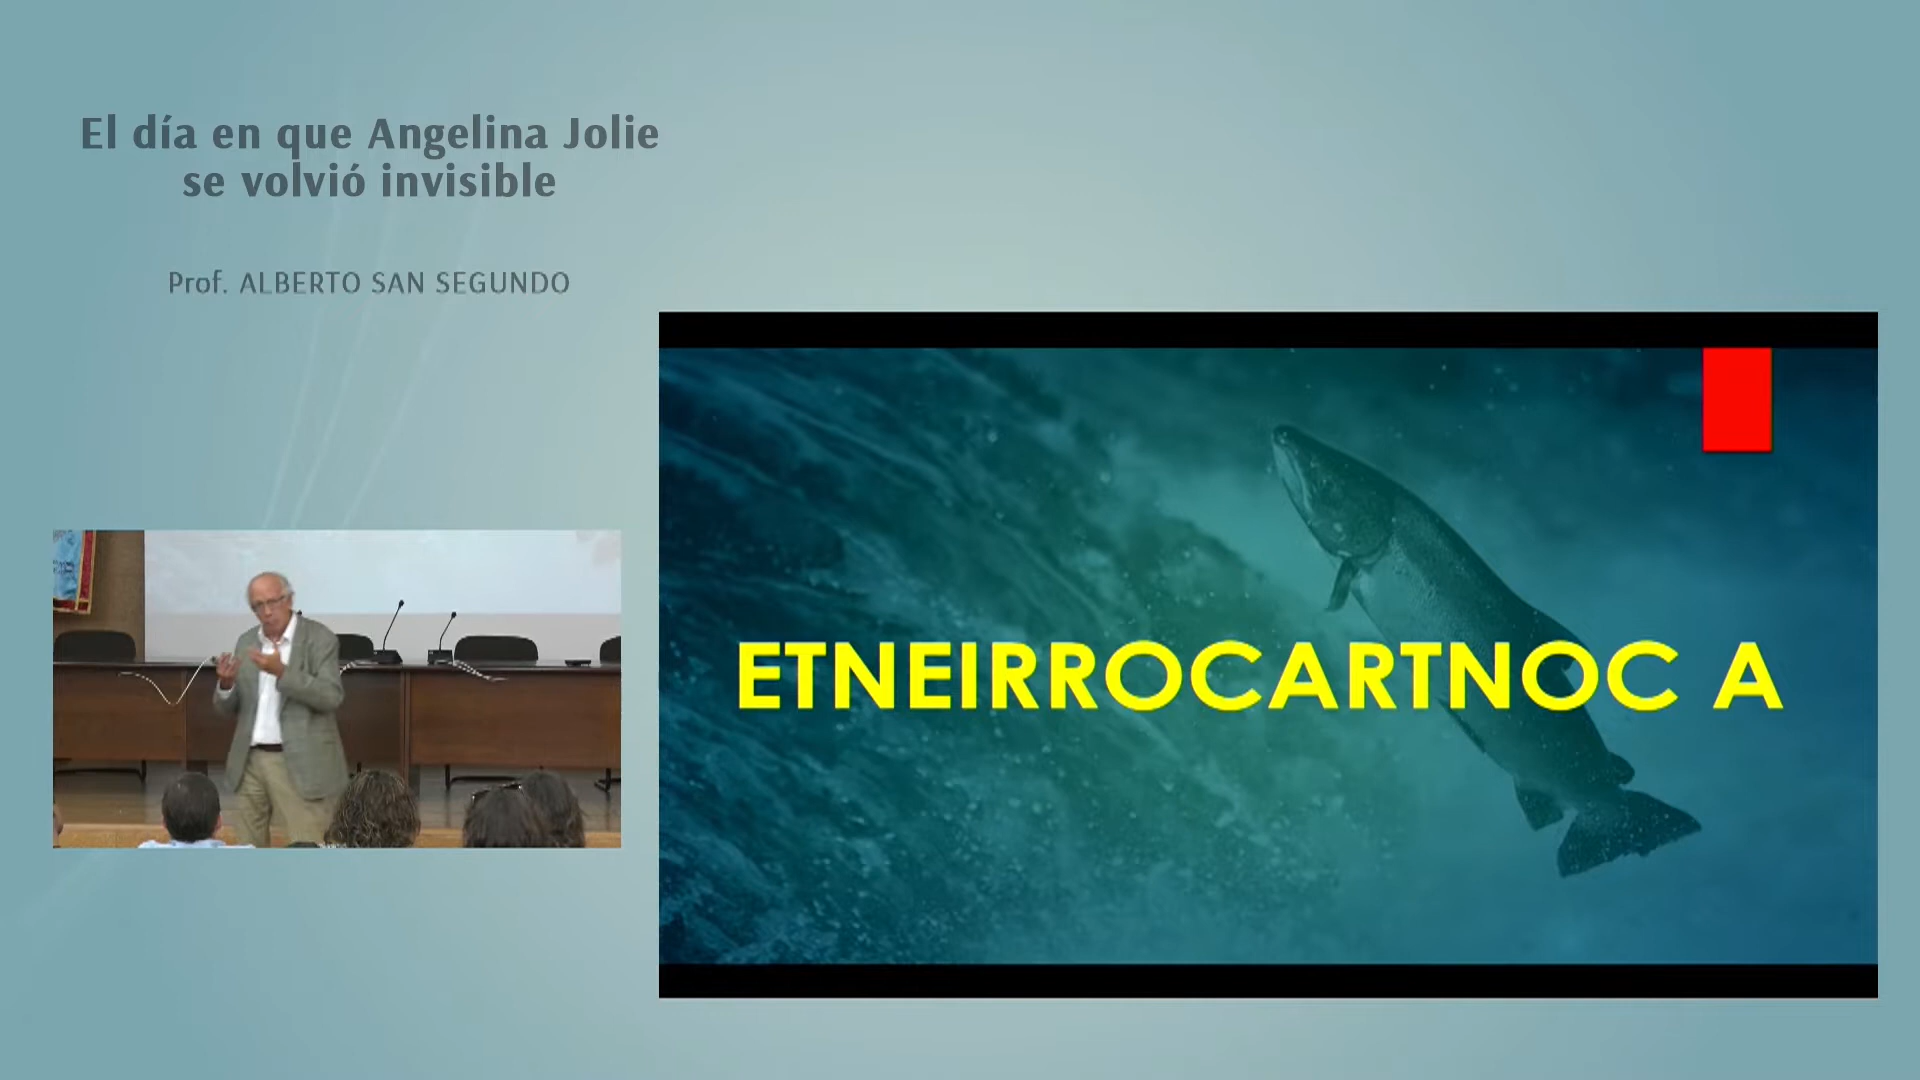 El día en que Angelina Jolie
se volvió invisible
Prof. ALBERTO SAN SEGUNDO
ETNEIRROCARTNOC A